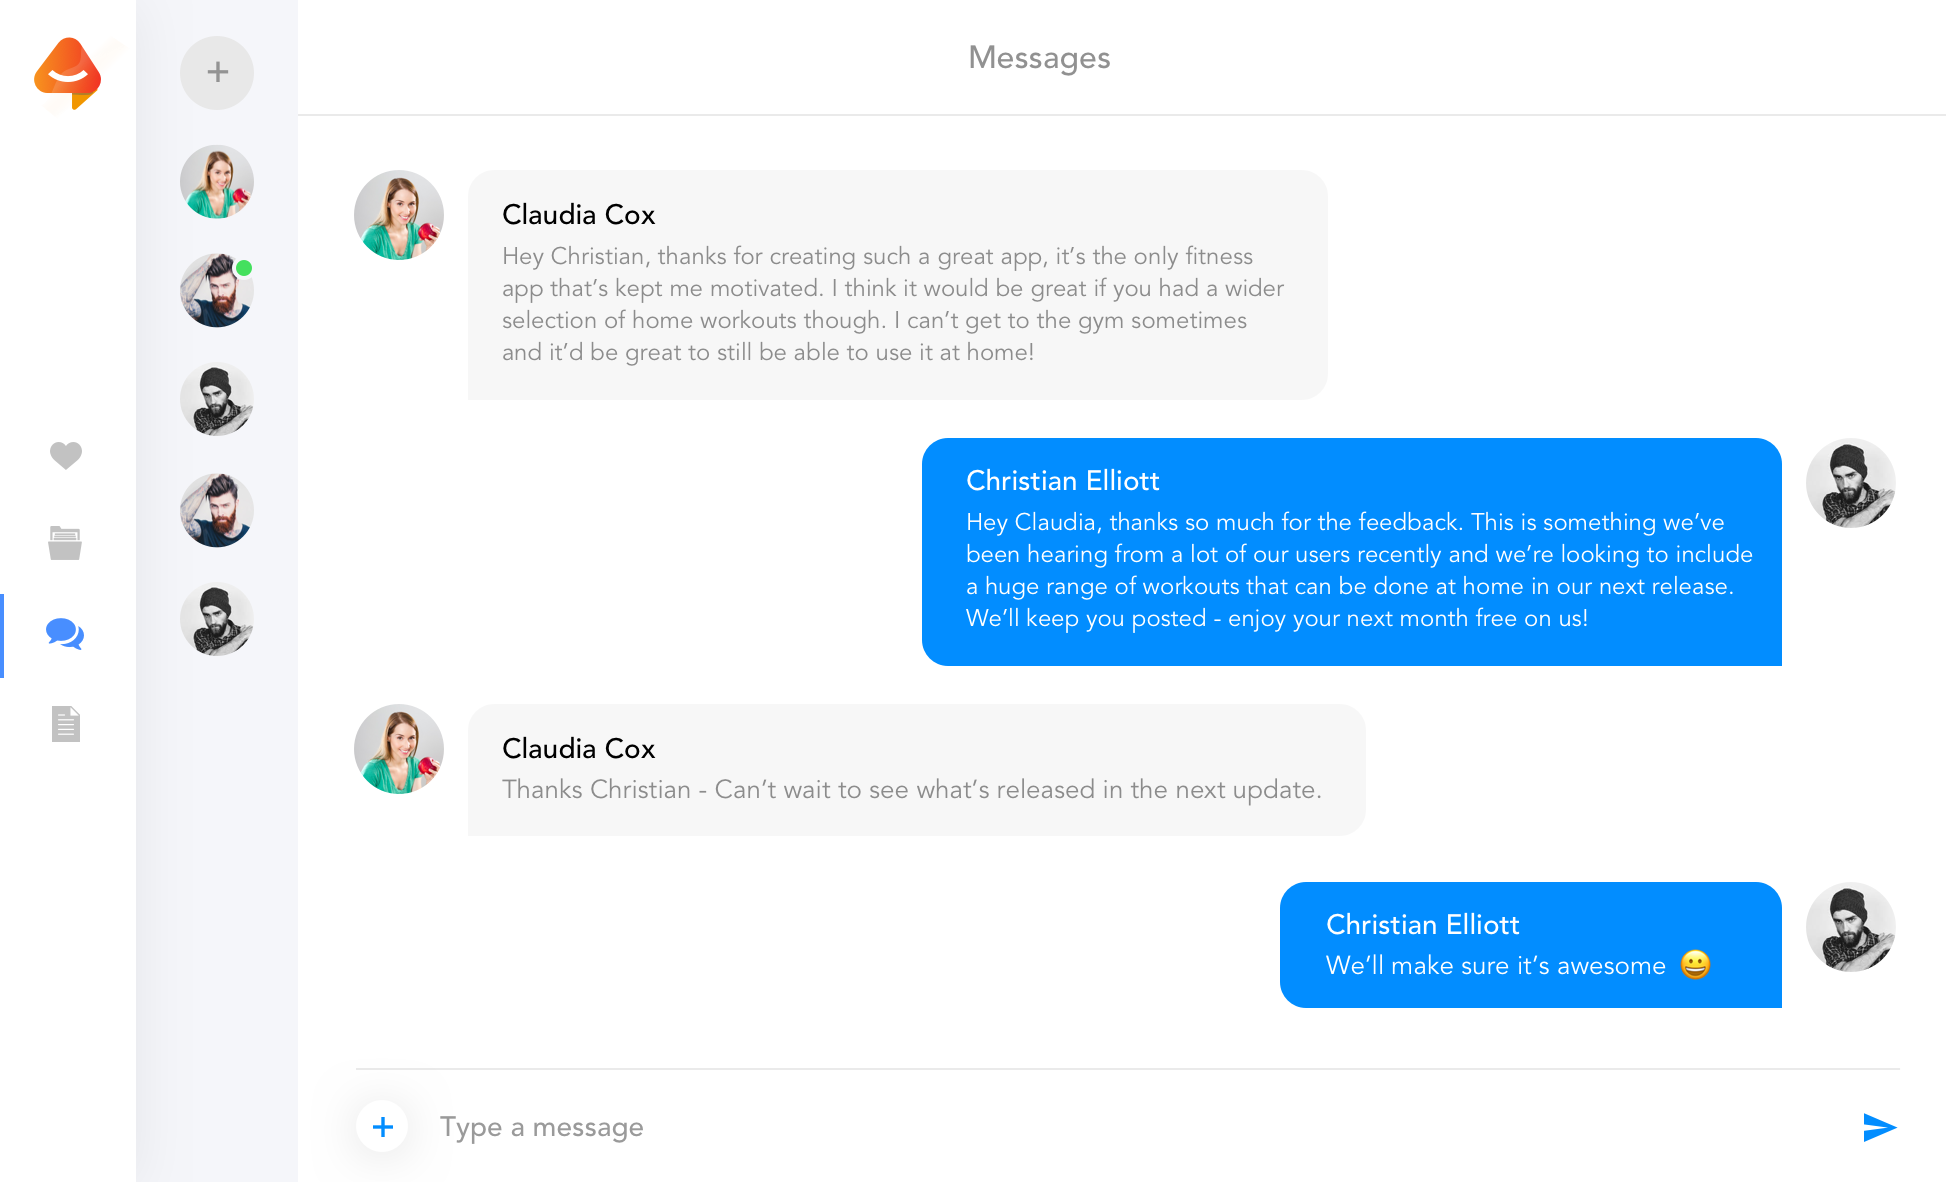 Messages
Claudia Cox
Hey Christian, thanks for creating such a great app, it’s the only fitness
app that’s kept me motivated. I think it would be great if you had a wider
selection of home workouts though. I can’t get to the gym sometimes
and it’d be great to still be able to use it at home!
Christian Elliott
Hey Claudia, thanks so much for the feedback. This is something we’ve
been hearing from a lot of our users recently and we’re looking to include
a huge range of workouts that can be done at home in our next release.
We’ll keep you posted - enjoy your next month free on us!
Claudia Cox
Thanks Christian - Can’t wait to see what’s released in the next update.
Christian Elliott
We’ll make sure it’s awesome 😀
Type a message